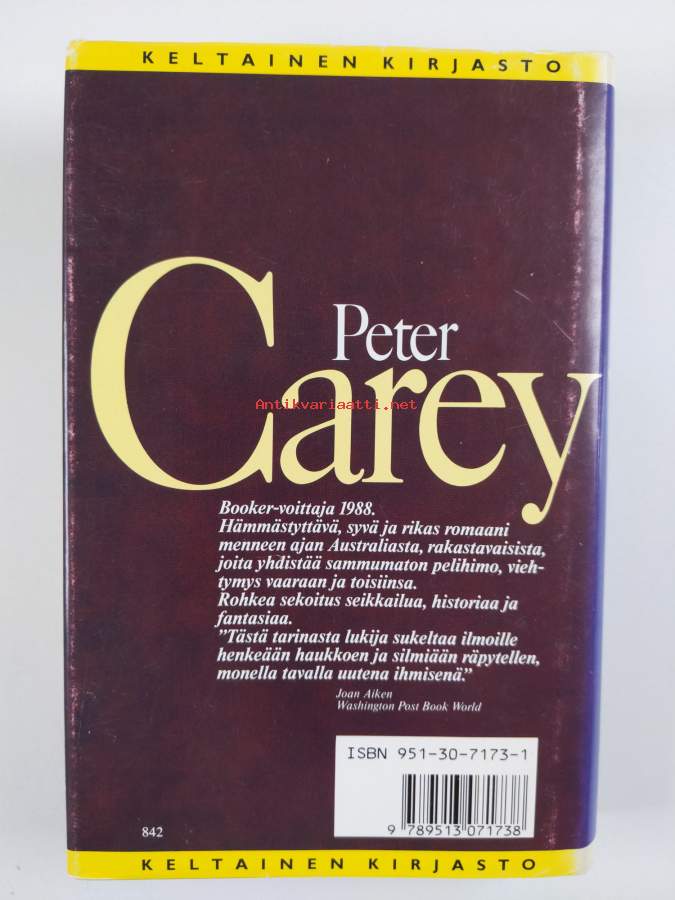 KELTAINEN KIRJASTO
Peter
Carey
Antikvariaatti.net
Booker-voittaja 1988.
Hämmästyttävä, syvä ja rikas romaani
menneen ajan Australiasta, rakastavaisista,
joita yhdistää sammumaton pelihimo, vieh-
tymys vaaraan ja toisiinsa.
Rohkea sekoitus seikkailua, historiaa ja
fantasiaa.
”Tästä tarinasta lukija sukeltaa ilmoille
henkeään haukkoen ja silmiään räpytellen,
monella tavalla uutena ihmisenä.”
Joan Aiken
Washington Post Book World
ISBN 951-30-7173-1
9 789513 071738
842
KELTAINEN KIRJASTO